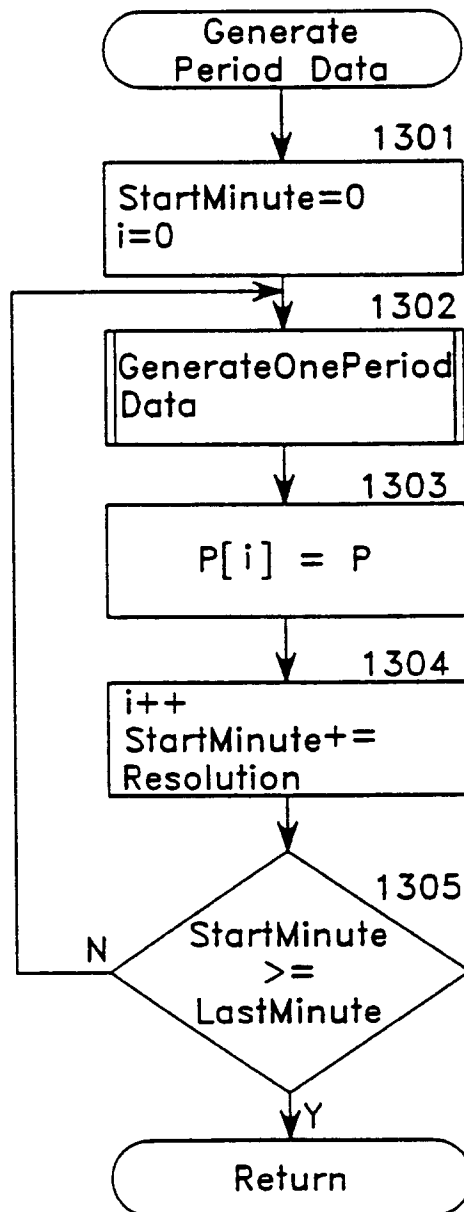 Generate
Period Data
1301
StartMinute=0
i=0
1302
GenerateOnePeriod
Data
1303
P[i] = P
1304
i++
StartMinute+=
Resolution
1305
StartMinute
>=
LastMinute
N
Y
Return